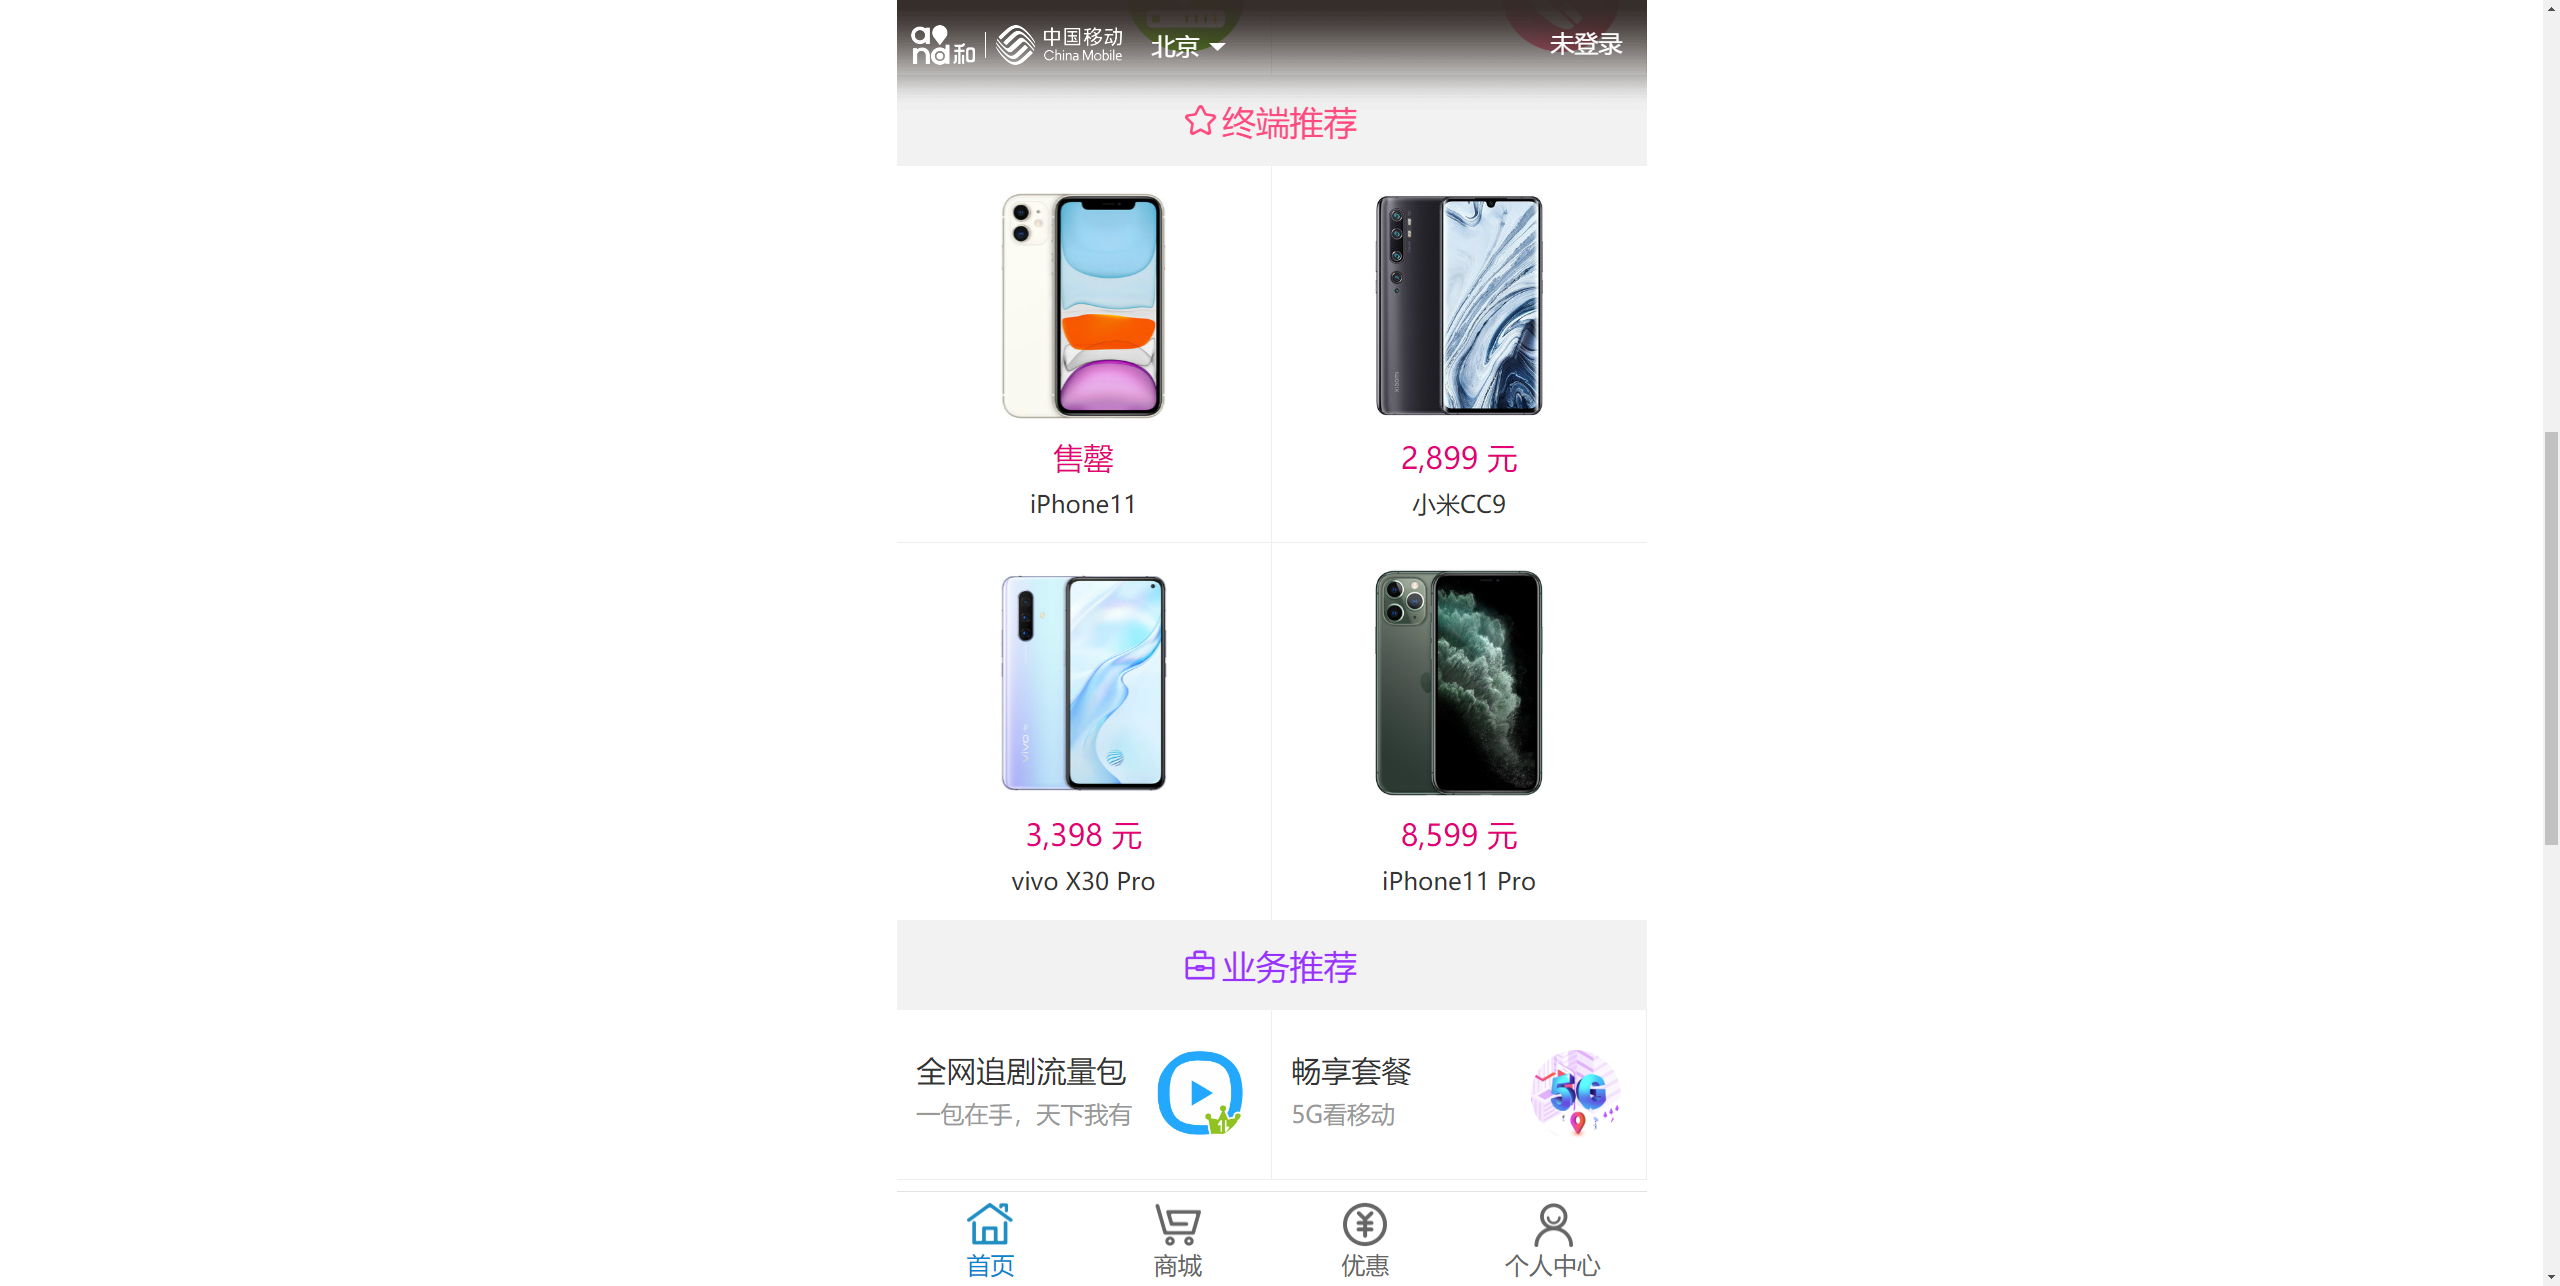 and和 中国移动 China Mobile 北京 未登录
终端推荐
售罄 2,899 元
iPhone11 小米CC9
3,398 元 8,599 元
vivo X30 Pro iPhone11 Pro
业务推荐
全网追剧流量包 畅享套餐
一包在手，天下我有 5G看移动
5G
首页 商城 优惠 个人中心